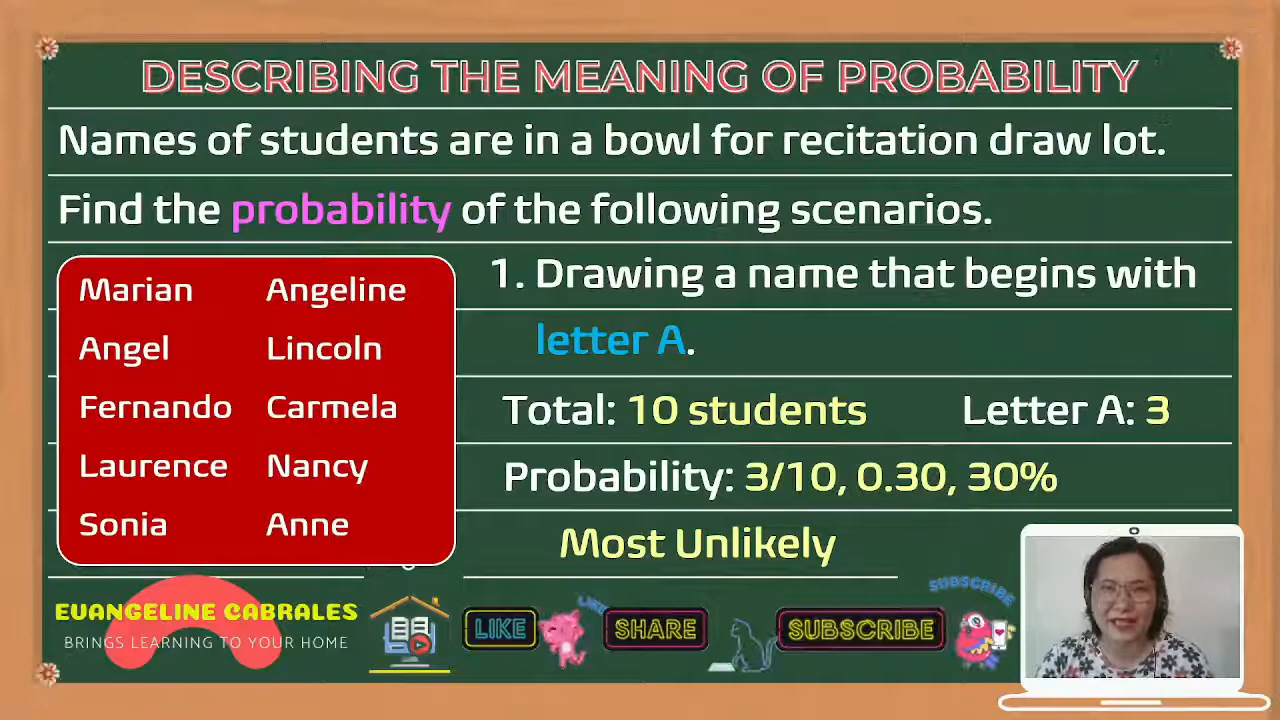 DESCRIBING THE MEANING OF PROBABILITY
Names of students are in a bowl for recitation draw lot.
Find the probability of the following scenarios.
Marian Angeline
Angel Lincoln
Fernando Carmela
Laurence Nancy
Sonia Anne
1. Drawing a name that begins with
letter A.
Total: 10 students Letter A: 3
Probability: 3/10, 0.30, 30%
Most Unlikely
EVANGELINE CABRALES
BRINGS LEARNING TO YOUR HOME
LIKE
LIKE
SHARE
SUBSCRIBE
SUBSCRIBE